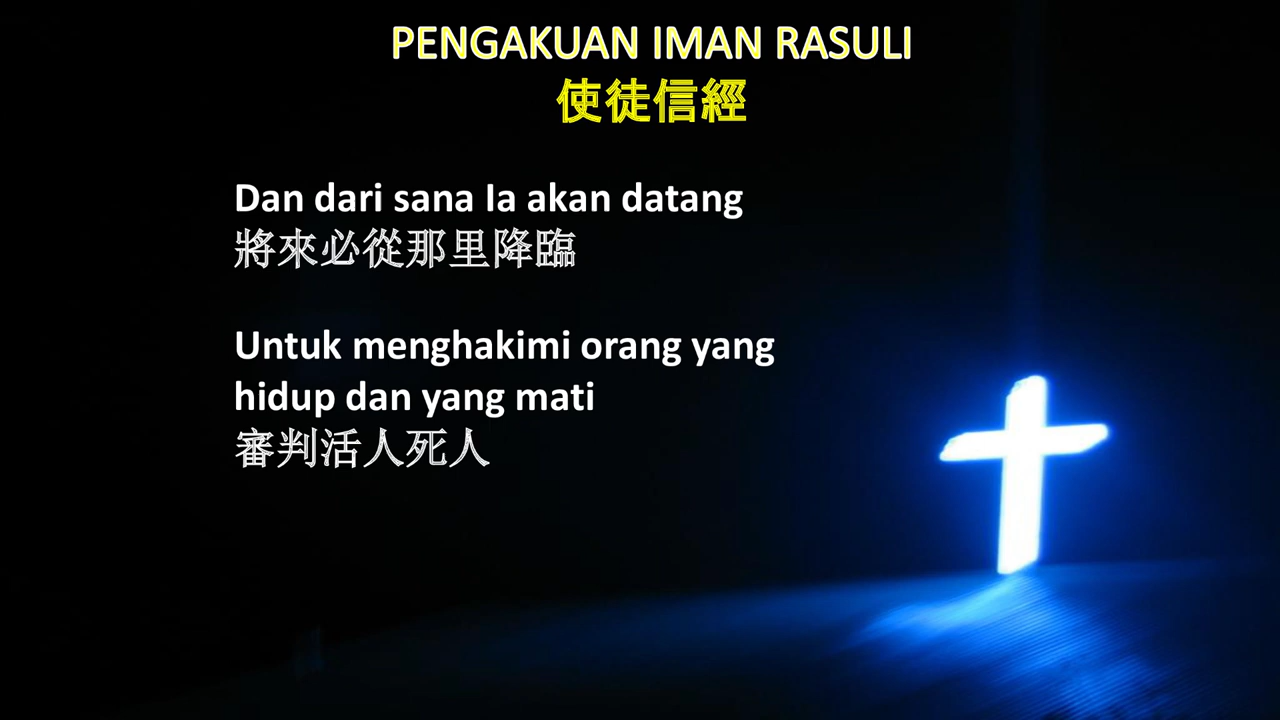 PENGAKUAN IMAN RASULI
使徒信經
Dan dari sana Ia akan datang
將來必從那里降臨
Untuk menghakimi orang yang
hidup dan yang mati
審判活人死人